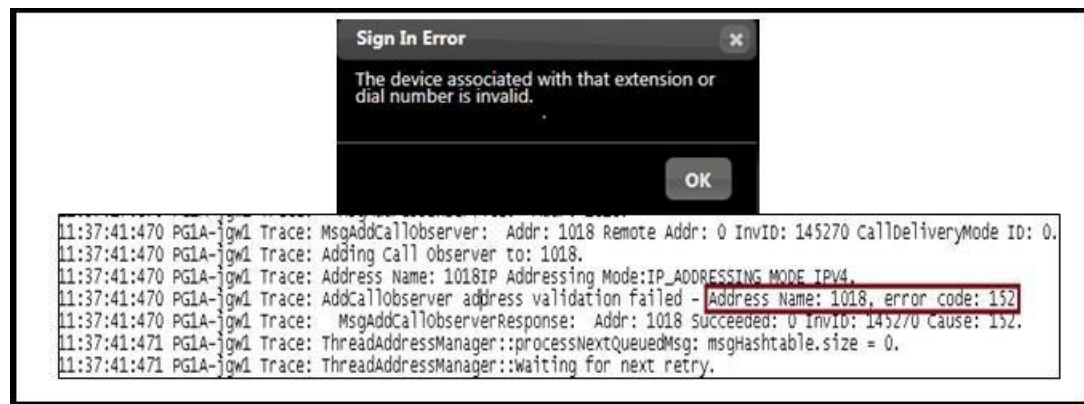 Sign In Error
The device associated with that extension or
dial number is invalid.
OK
11:37:41:470 PG1A-jgw1 Trace: MsgAddCallObserver: Addr: 1018 Remote Addr: 0 InvID: 145270 CallDeliveryMode ID: 0.
11:37:41:470 PG1A-jgw1 Trace: Adding Call Observer to: 1018.
11:37:41:470 PG1A-jgw1 Trace: Address Name: 1018IP Addressing Mode:IP_ADDRESSING_MODE_IPV4.
11:37:41:470 PG1A-jgw1 Trace: AddCallObserver address validation failed - Address Name: 1018, error code: 152
11:37:41:470 PG1A-jgw1 Trace: MsgAddCallObserverResponse: Addr: 1018 Succeeded: 0 InvID: 145270 Cause: 152.
11:37:41:471 PG1A-jgw1 Trace: ThreadAddressManager::processNextQueuedMsg: msgHashtable.size = 0.
11:37:41:471 PG1A-jgw1 Trace: ThreadAddressManager::Waiting for next retry.